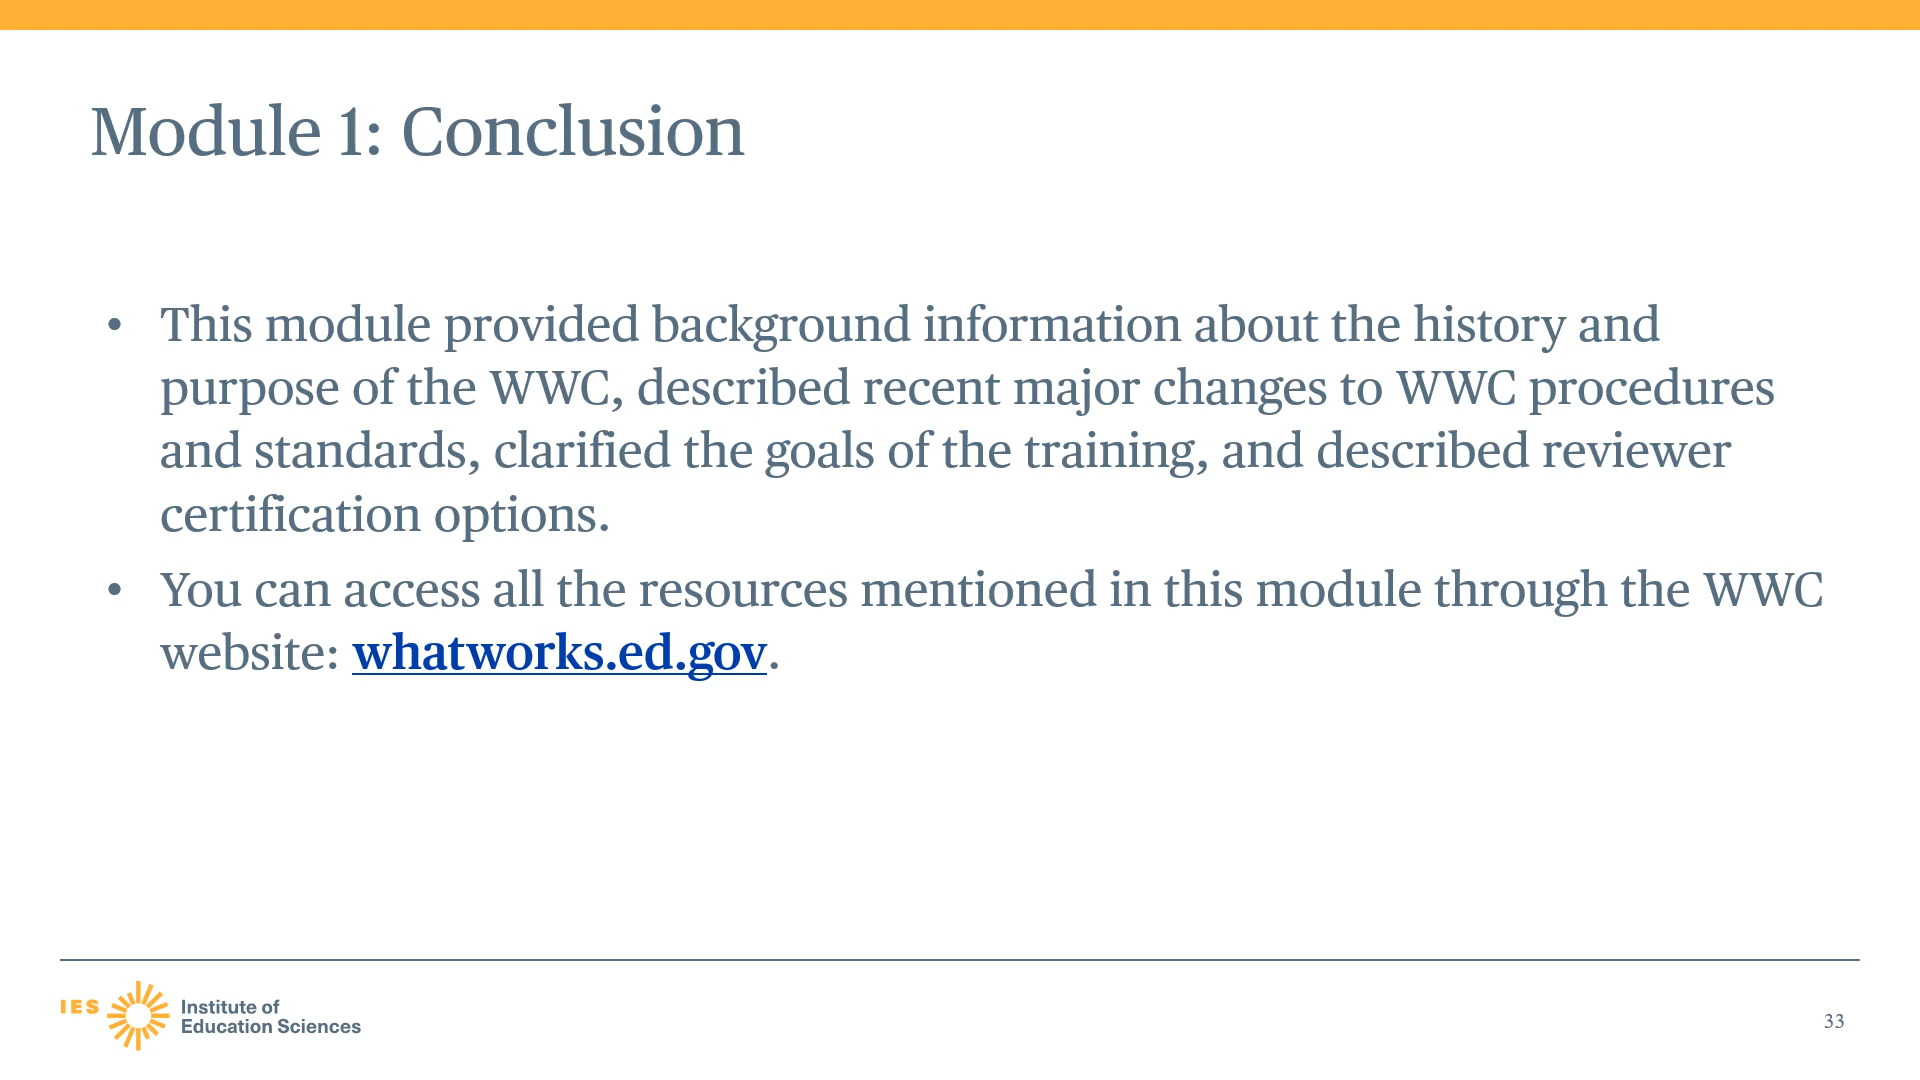 Module 1: Conclusion
• This module provided background information about the history and
purpose of the WWC, described recent major changes to WWC procedures
and standards, clarified the goals of the training, and described reviewer
certification options.
• You can access all the resources mentioned in this module through the WWC
website: whatworks.ed.gov.
IES
Institute of
Education Sciences
33